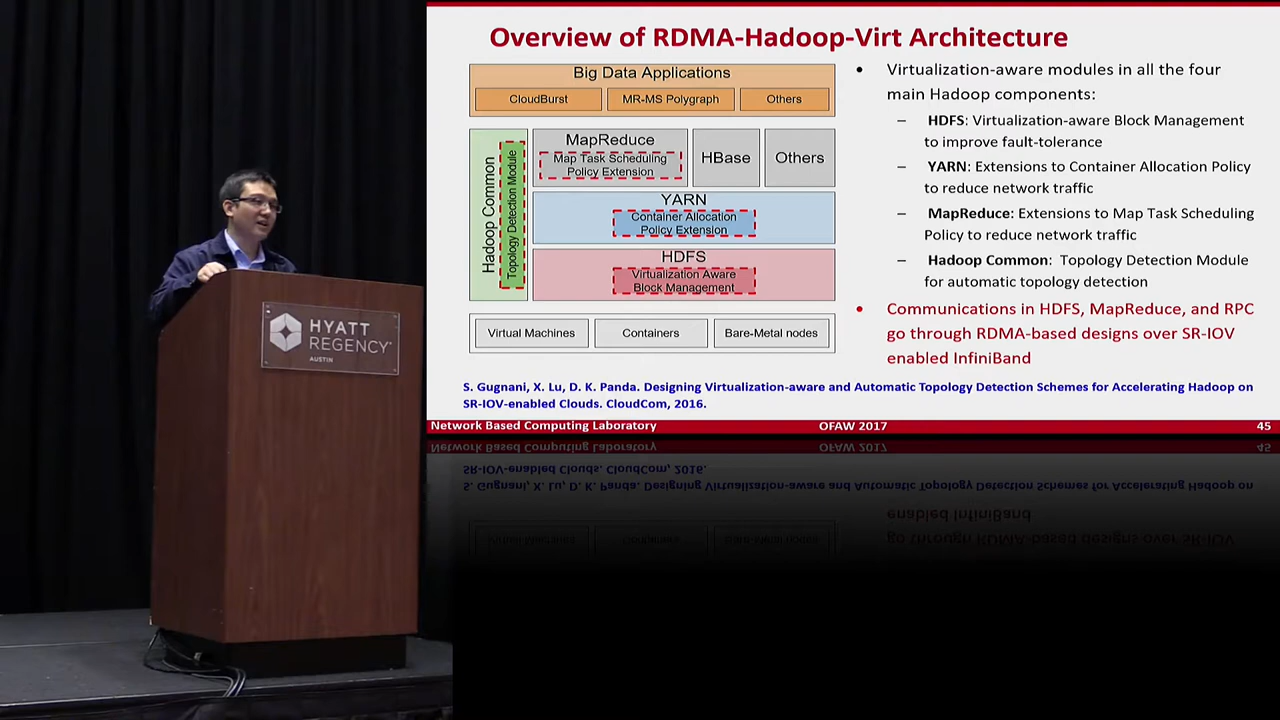 Overview of RDMA-Hadoop-Virt Architecture
Big Data Applications
CloudBurst
MR-MS Polygraph
Others
Hadoop Common
Topology Detection Module
MapReduce
Map Task Scheduling
Policy Extension
HBase
Others
YARN
Container Allocation
Policy Extension
HDFS
Virtualization Aware
Block Management
Virtual Machines
Containers
Bare-Metal nodes
• Virtualization-aware modules in all the four
main Hadoop components:
– HDFS: Virtualization-aware Block Management
to improve fault-tolerance
– YARN: Extensions to Container Allocation Policy
to reduce network traffic
– MapReduce: Extensions to Map Task Scheduling
Policy to reduce network traffic
– Hadoop Common: Topology Detection Module
for automatic topology detection
• Communications in HDFS, MapReduce, and RPC
go through RDMA-based designs over SR-IOV
enabled InfiniBand
S. Gugnani, X. Lu, D. K. Panda. Designing Virtualization-aware and Automatic Topology Detection Schemes for Accelerating Hadoop on
SR-IOV-enabled Clouds. CloudCom, 2016.
Network Based Computing Laboratory
OFAW 2017
45
HYATT
REGENCY
AUSTIN